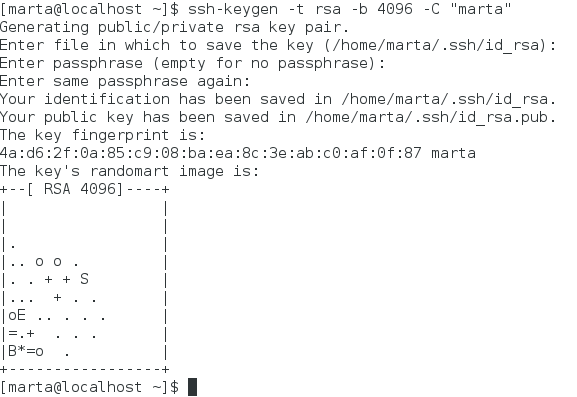 [marta@localhost ~]$ ssh-keygen -t rsa -b 4096 -C "marta"
Generating public/private rsa key pair.
Enter file in which to save the key (/home/marta/.ssh/id_rsa):
Enter passphrase (empty for no passphrase):
Enter same passphrase again:
Your identification has been saved in /home/marta/.ssh/id_rsa.
Your public key has been saved in /home/marta/.ssh/id_rsa.pub.
The key fingerprint is:
4a:d6:2f:0a:85:c9:08:ba:ea:8c:3e:ab:c0:af:0f:87 marta
The key's randomart image is:
+--[ RSA 4096]----+
|                 |
|                 |
|.                |
|.. o o .         |
|. . + + S        |
|...  + . .       |
|oE .. . . .      |
|=.+  . . .       |
|B*=o  .          |
+-----------------+
[marta@localhost ~]$